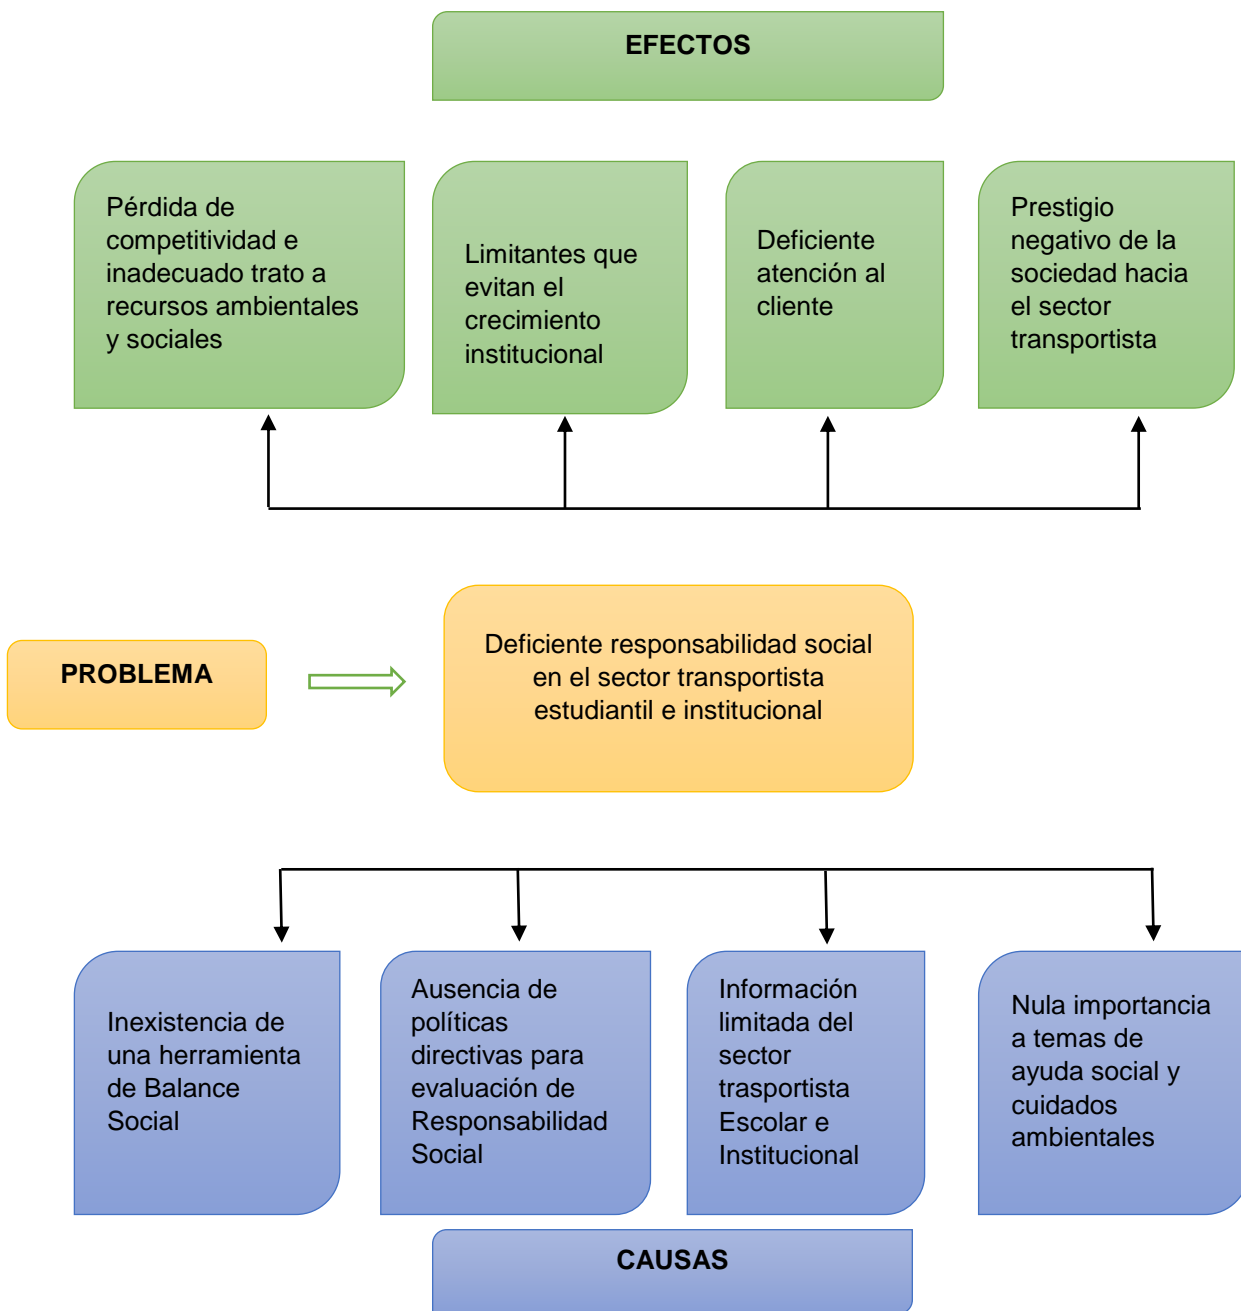 EFECTOS
Pérdida de
competitividad e
inadecuado trato a
recursos ambientales
y sociales
Limitantes que
evitan el
crecimiento
institucional
Deficiente
atención al
cliente
Prestigio
negativo de la
sociedad hacia
el sector
transportista
PROBLEMA
Deficiente responsabilidad social
en el sector transportista
estudiantil e institucional
Inexistencia de
una herramienta
de Balance
Social
Ausencia de
políticas
directivas para
evaluación de
Responsabilidad
Social
Información
limitada del
sector
trasportista
Escolar e
Institucional
Nula importancia
a temas de
ayuda social y
cuidados
ambientales
CAUSAS